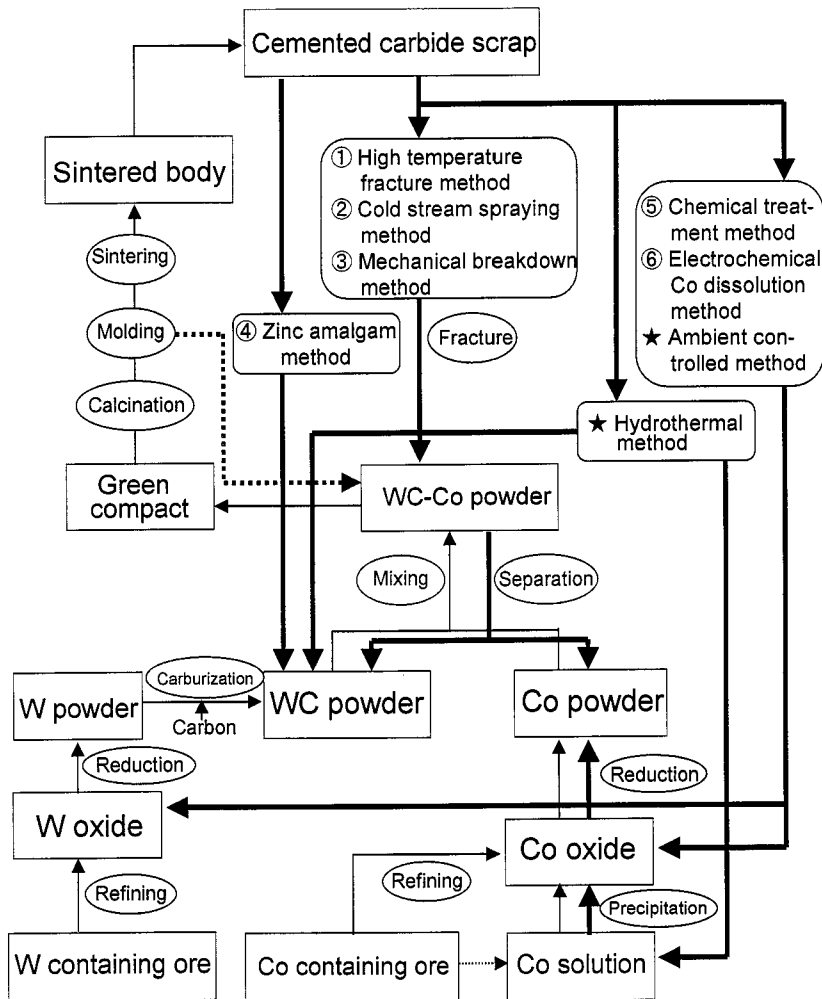 Cemented carbide scrap
Sintered body
① High temperature
fracture method
② Cold stream spraying
method
③ Mechanical breakdown
method
⑤ Chemical treat-
ment method
⑥ Electrochemical
Co dissolution
method
★ Ambient con-
trolled method
Sintering
Molding
Calcination
④ Zinc amalgam
method
Fracture
★ Hydrothermal
method
Green
compact
WC-Co powder
Mixing
Separation
W powder
Carburization
Carbon
WC powder
Co powder
Reduction
Reduction
W oxide
Co oxide
Refining
Refining
Precipitation
W containing ore
Co containing ore
Co solution